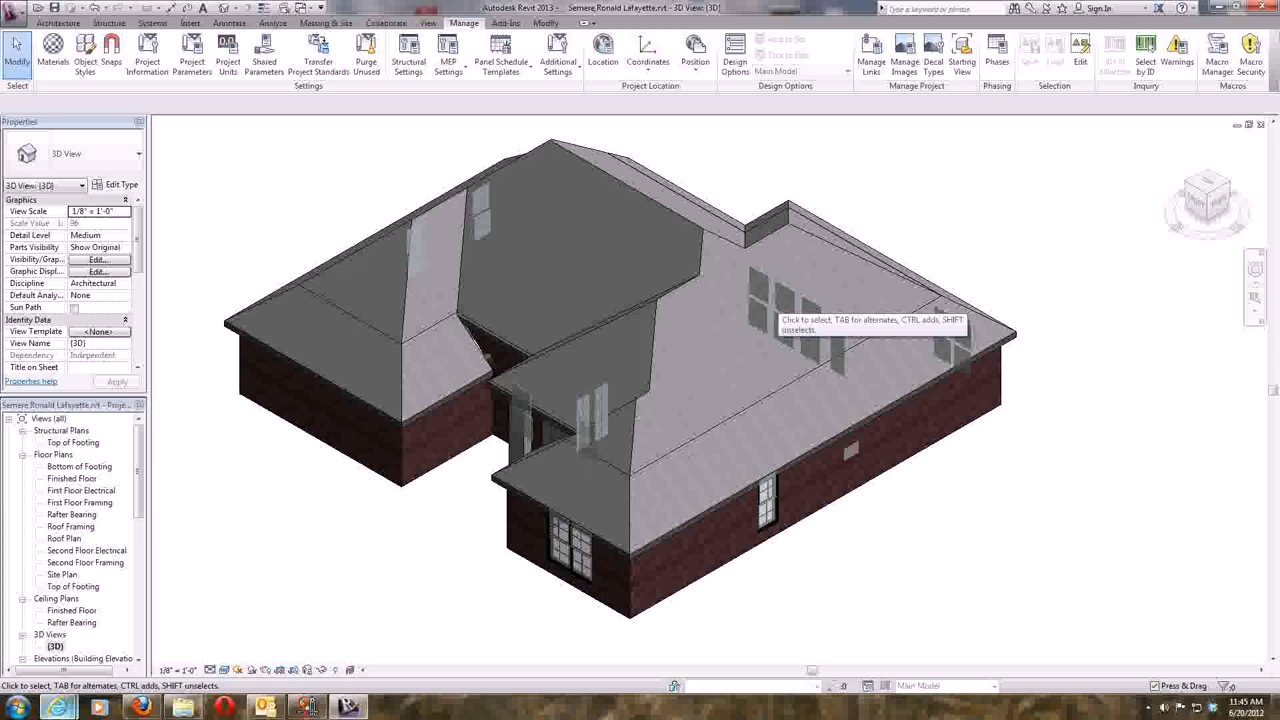 Autodesk Revit 2013 - Semere,Ronald Lafayette.rvt - 3D View: {3D}
Type a keyword or phrase
Sign In
Architecture Structure Systems Insert Annotate Analyze Massing & Site Collaborate View Manage Add-Ins Modify
Modify Materials Object Styles Snaps Project Information Project Parameters Project Units Shared Parameters Transfer Project Standards Purge Unused Structural Settings MEP Settings Panel Schedule Templates Additional Settings Location Coordinates Position Design Options Main Model Manage Links Manage Images Decal Types Starting View Phases Edit Select by ID Warnings Macro Manager Macro Security
Select Settings Project Location Design Options Manage Project Phasing Selection Inquiry Macros
Properties
3D View
3D View: {3D} Edit Type
Graphics
View Scale 1/8" = 1'-0"
Scale Value 96
Detail Level Medium
Parts Visibility Show Original
Visibility/Grap... Edit...
Graphic Displ... Edit...
Discipline Architectural
Default Analy... None
Sun Path
Identity Data
View Template <None>
View Name {3D}
Dependency Independent
Title on Sheet
Properties help Apply
Semere,Ronald Lafayette.rvt - Proje...
Views (all)
Structural Plans
Top of Footing
Floor Plans
Bottom of Footing
Finished Floor
First Floor Electrical
First Floor Framing
Rafter Bearing
Roof Framing
Roof Plan
Second Floor Electrical
Second Floor Framing
Site Plan
Top of Footing
Ceiling Plans
Finished Floor
Rafter Bearing
3D Views
{3D}
Elevations (Building Elevatio
Click to select, TAB for alternates, CTRL adds, SHIFT
unselects.
1/8" = 1'-0"
Click to select, TAB for alternates, CTRL adds, SHIFT unselects.
:0 Main Model Press & Drag :0
11:45 AM
6/20/2012